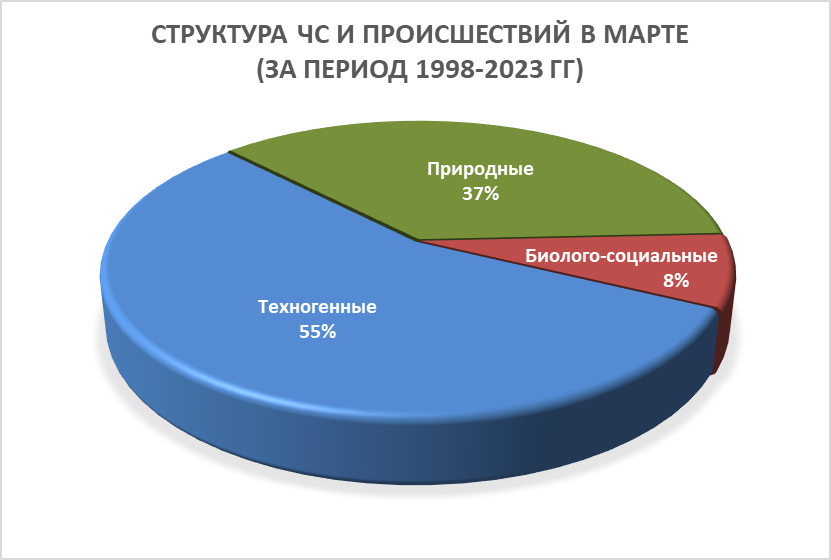 СТРУКТУРА ЧС И ПРОИСШЕСТВИЙ В МАРТЕ
(ЗА ПЕРИОД 1998-2023 ГГ)
Природные
37%
Биолого-социальные
8%
Техногенные
55%